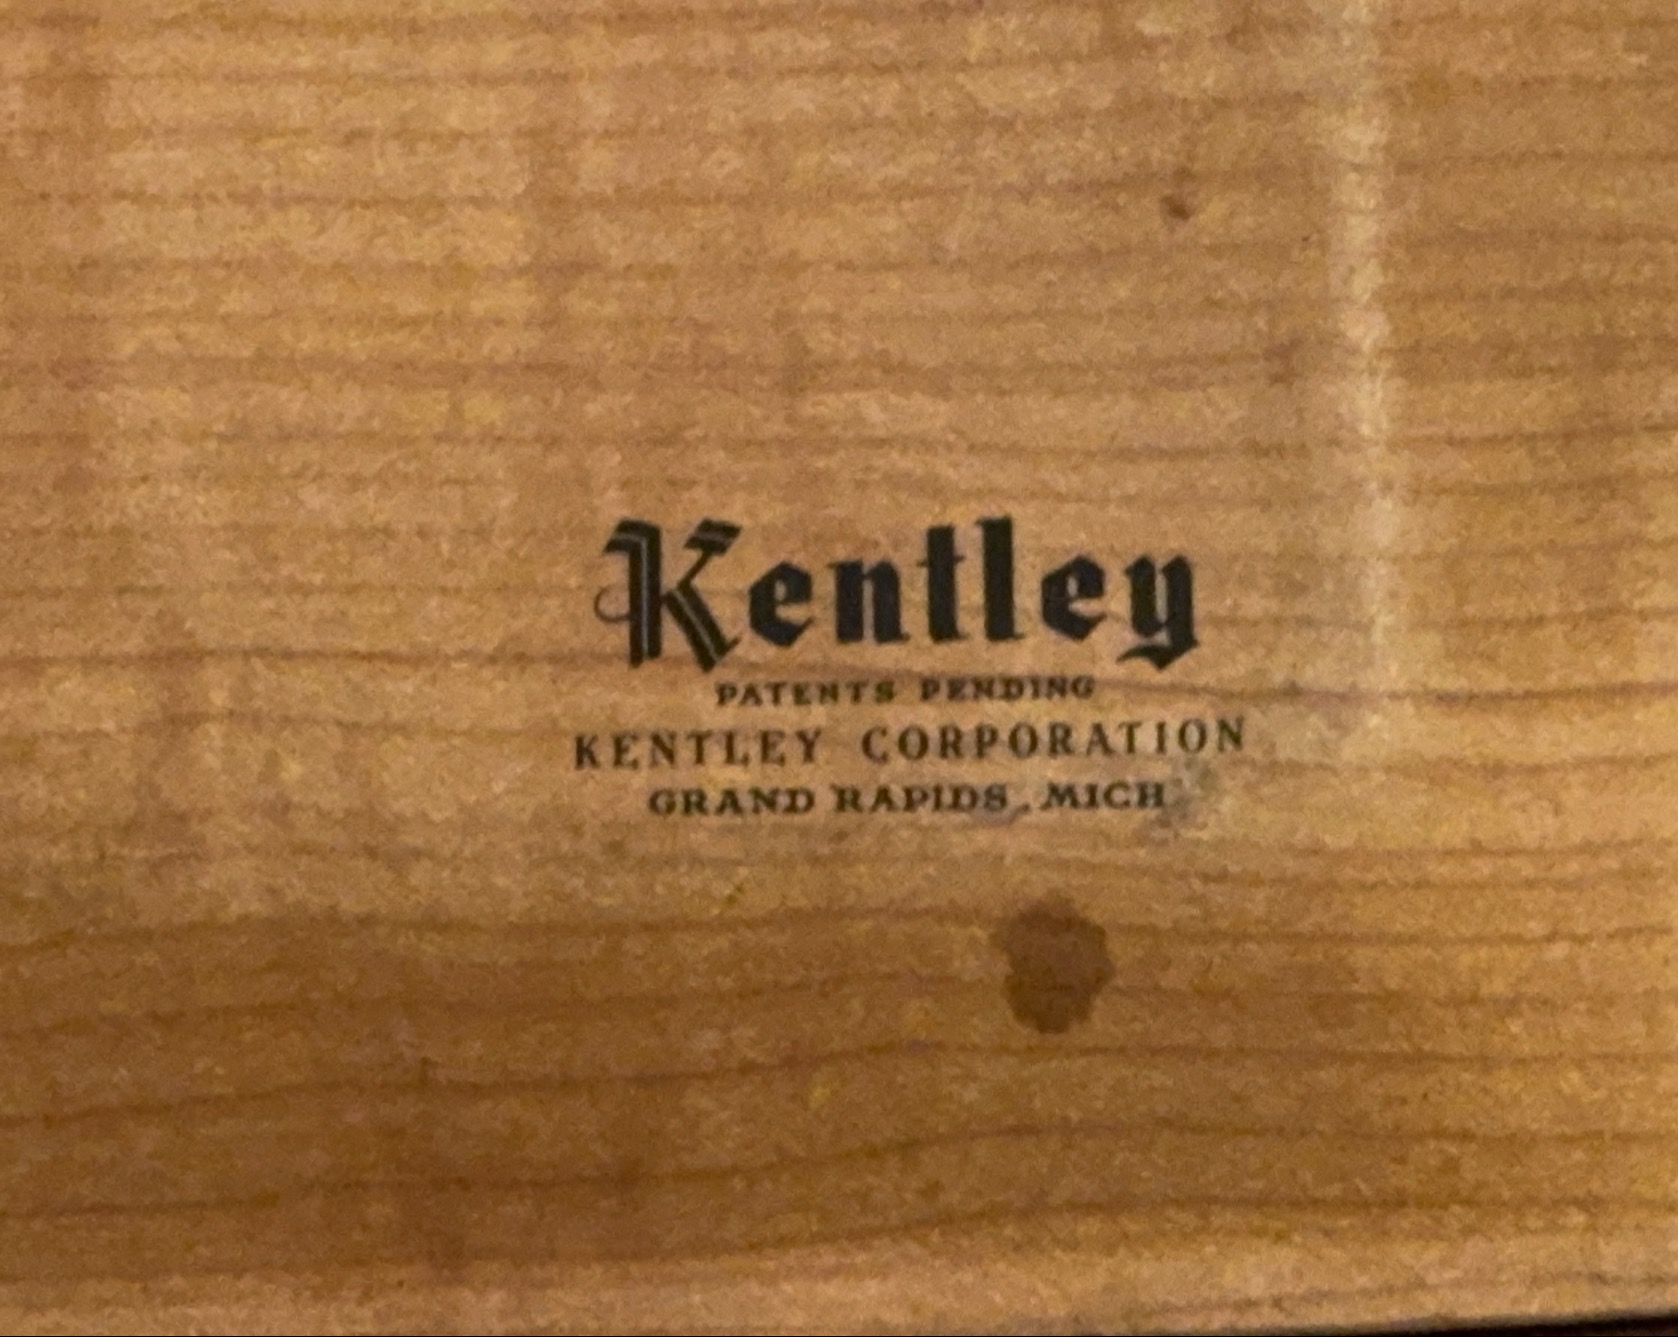 Kentley
PATENTS PENDING
KENTLEY CORPORATION
GRAND RAPIDS, MICH